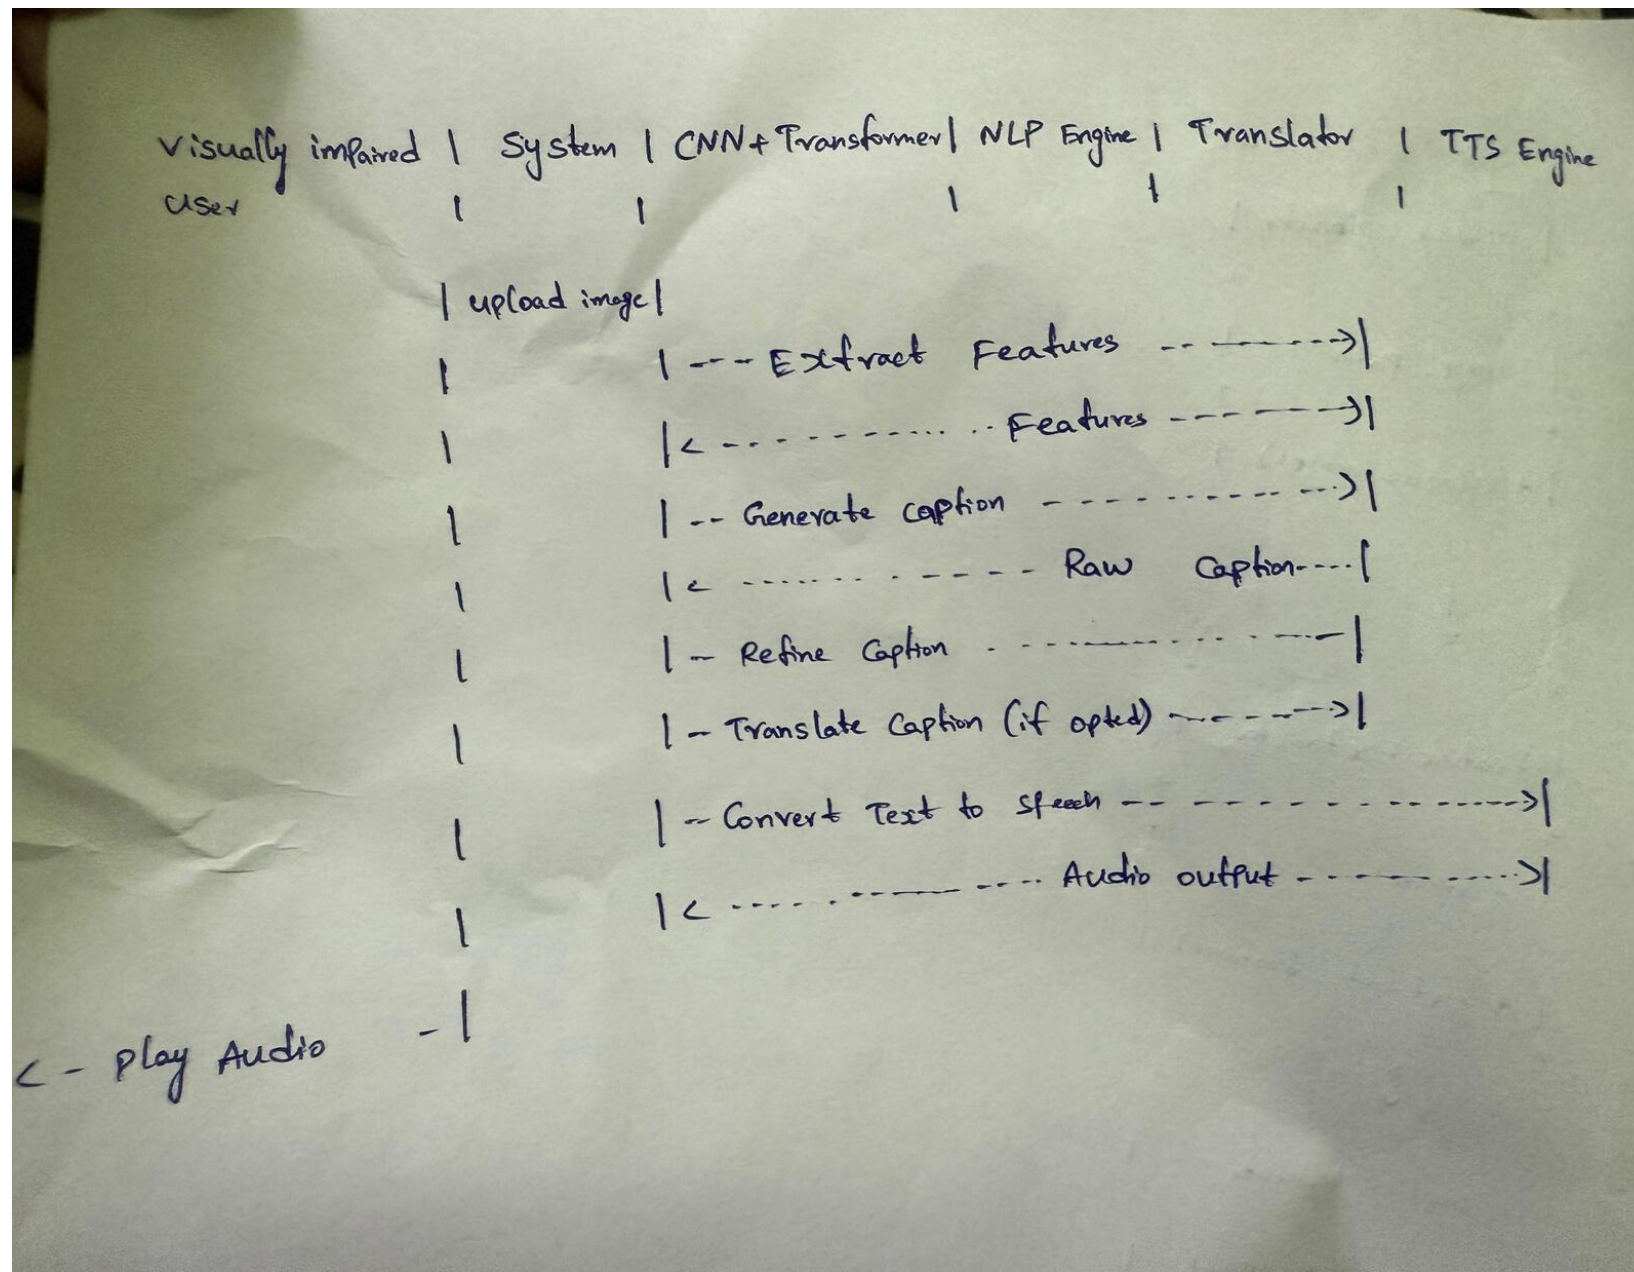 Visually impaired | System | CNN+Transformer | NLP Engine | Translator | TTS Engine
User
| upload image |
|--- Extract Features -------->|
|<------------ Features -------->|
|-- Generate caption ------------>|
|<------------ Raw Caption----|
|- Refine Caption ------------|
|- Translate Caption (if opted) ------->|
|- Convert Text to speech -------------->|
|<------------ Audio output --------->|
<- Play Audio -|